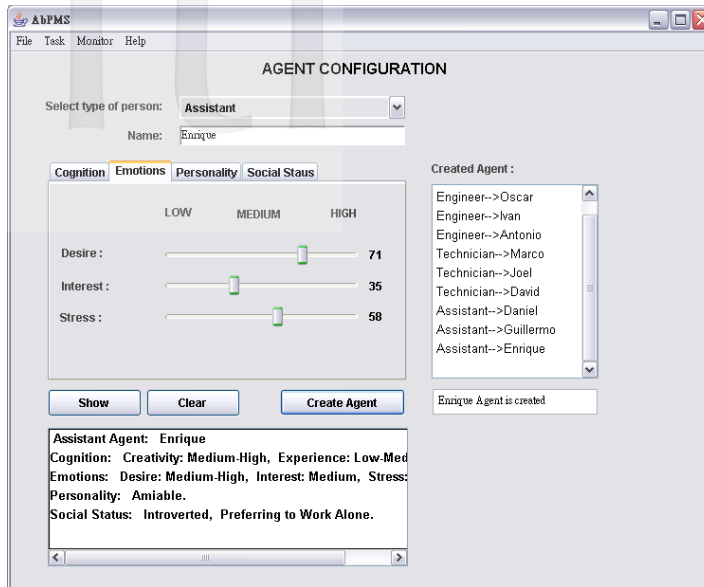 AbPMS
File Task Monitor Help
AGENT CONFIGURATION
Select type of person: Assistant
Name: Enrique
Cognition Emotions Personality Social Staus
LOW MEDIUM HIGH
Desire : 71
Interest : 35
Stress : 58
Created Agent :
Engineer-->Oscar
Engineer-->Ivan
Engineer-->Antonio
Technician-->Marco
Technician-->Joel
Technician-->David
Assistant-->Daniel
Assistant-->Guillermo
Assistant-->Enrique
Show Clear Create Agent
Enrique Agent is created
Assistant Agent: Enrique
Cognition: Creativity: Medium-High, Experience: Low-Med
Emotions: Desire: Medium-High, Interest: Medium, Stress:
Personality: Amiable.
Social Status: Introverted, Preferring to Work Alone.